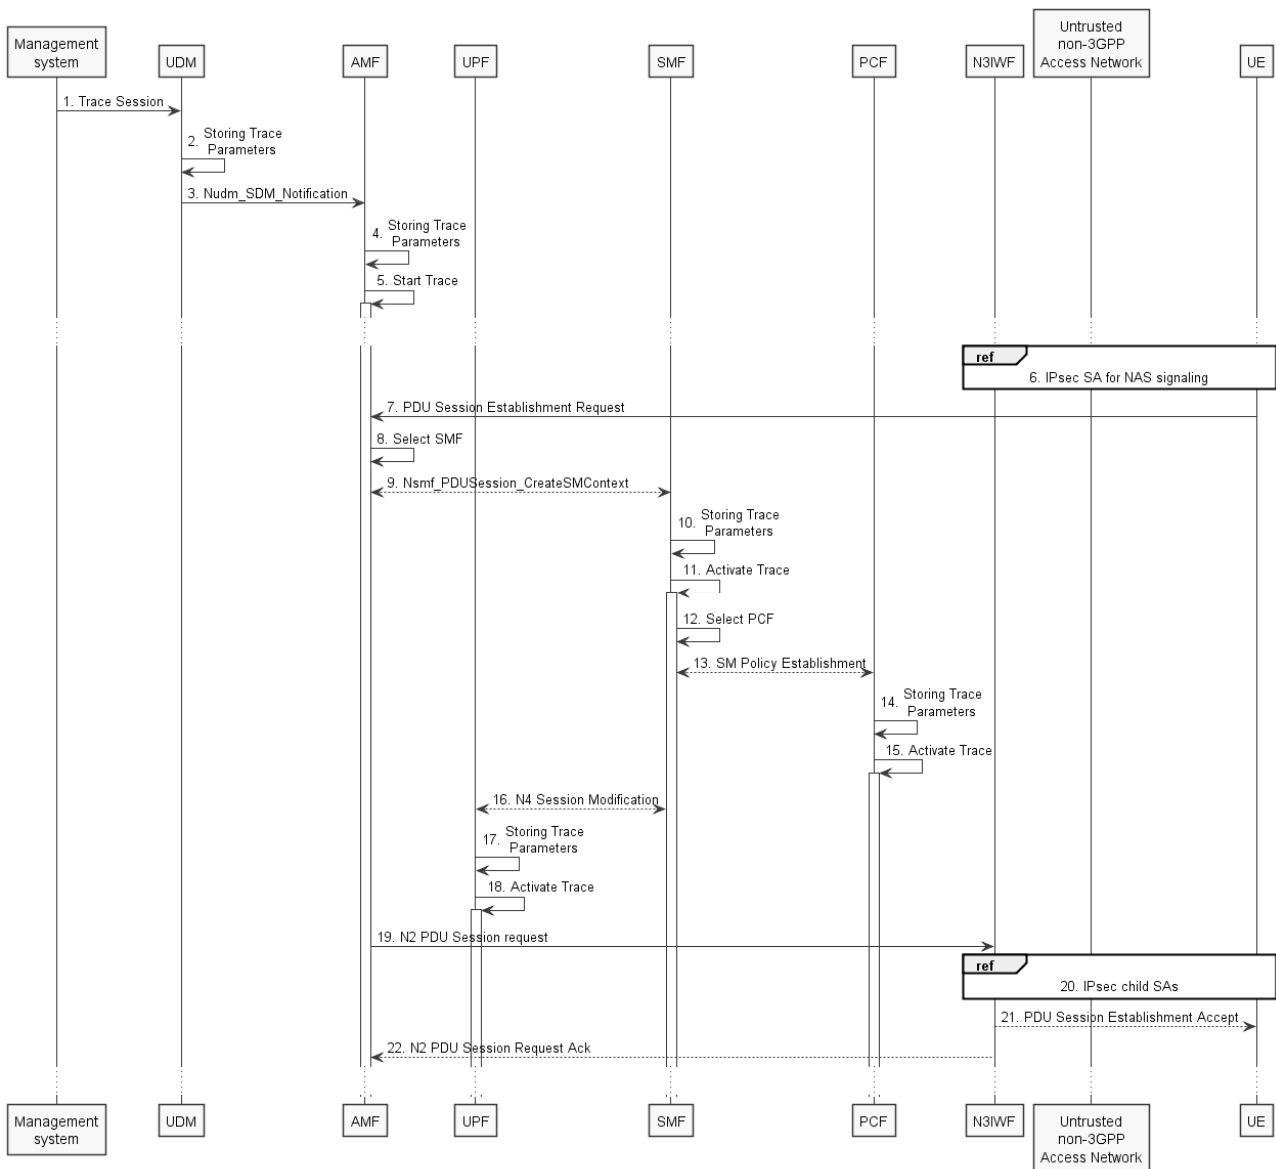 Untrusted
non-3GPP
Access Network
Management
system
UDM
AMF
UPF
SMF
PCF
N3IWF
UE
1. Trace Session
2. Storing Trace
Parameters
3. Nudm_SDM_Notification
4. Storing Trace
Parameters
5. Start Trace
ref
6. IPsec SA for NAS signaling
7. PDU Session Establishment Request
8. Select SMF
9. Nsmf_PDUSession_CreateSMContext
10. Storing Trace
Parameters
11. Activate Trace
12. Select PCF
13. SM Policy Establishment
14. Storing Trace
Parameters
15. Activate Trace
16. N4 Session Modification
17. Storing Trace
Parameters
18. Activate Trace
19. N2 PDU Session request
ref
20. IPsec child SAs
21. PDU Session Establishment Accept
22. N2 PDU Session Request Ack
Management
system
UDM
AMF
UPF
SMF
PCF
N3IWF
Untrusted
non-3GPP
Access Network
UE